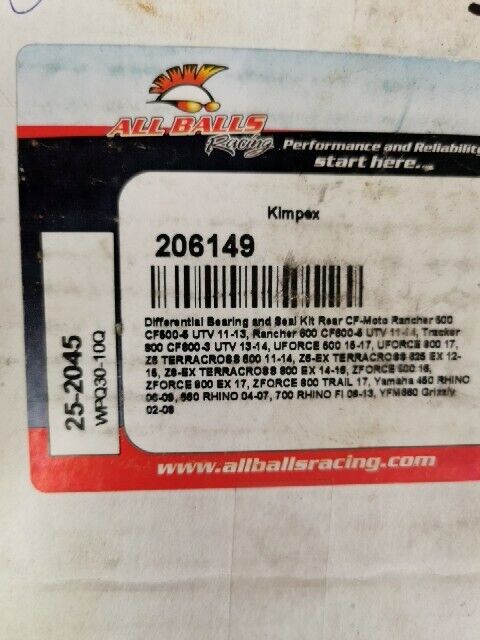 ALL BALLS
Racing
Performance and Reliability
start here...
Kimpex
206149
Differential Bearing and Seal Kit Rear CF-Moto Rancher 500
CF500-5 UTV 11-13, Rancher 600 CF600-5 UTV 11-14, Tracker
800 CF800-3 UTV 13-14, UFORCE 500 15-17, UFORCE 800 17,
Z6 TERRACROSS 600 11-14, Z6-EX TERRACROSS 625 EX 12-
15, Z8-EX TERRACROSS 800 EX 14-16, ZFORCE 500 16,
ZFORCE 800 EX 17, ZFORCE 800 TRAIL 17, Yamaha 450 RHINO
06-09, 660 RHINO 04-07, 700 RHINO FI 08-13, YFM660 Grizzly
02-08
25-2045
WPQ30-10Q
www.allballsracing.com